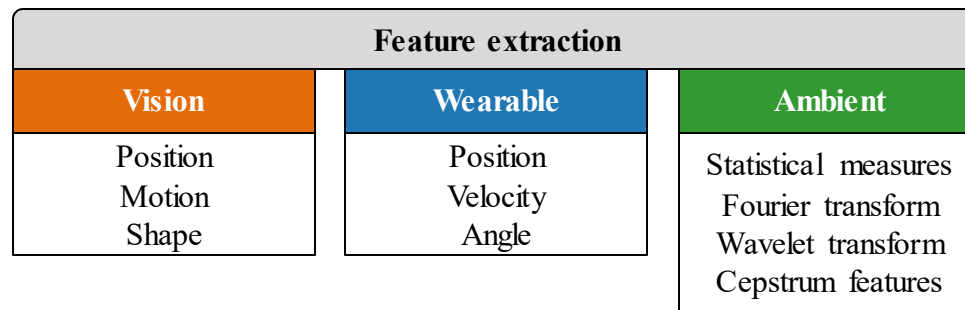 Feature extraction
Vision
Position
Motion
Shape
Wearable
Position
Velocity
Angle
Ambient
Statistical measures
Fourier transform
Wavelet transform
Cepstrum features